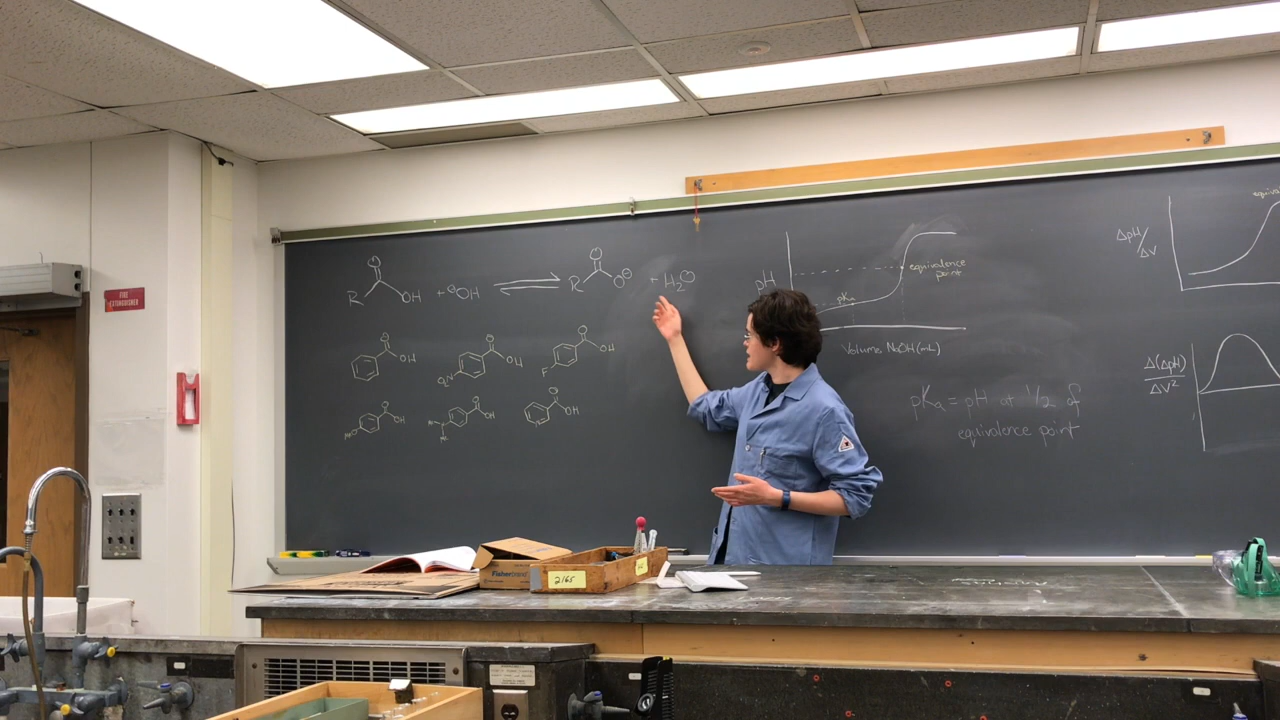 FIRE
EXTINGUISHER
R O OH + ⊖OH ⇌ R O O⊖ + H₂O
O OH
O₂N O OH
F O OH
MeO O OH
O OH
O OH
pH
pKa
equivalence
point
Volume NaOH (mL)
pKa = pH at 1/2 of
equivalence point
ΔpH/ΔV
Δ(ΔpH)
ΔV²
Fisherbrand
2165